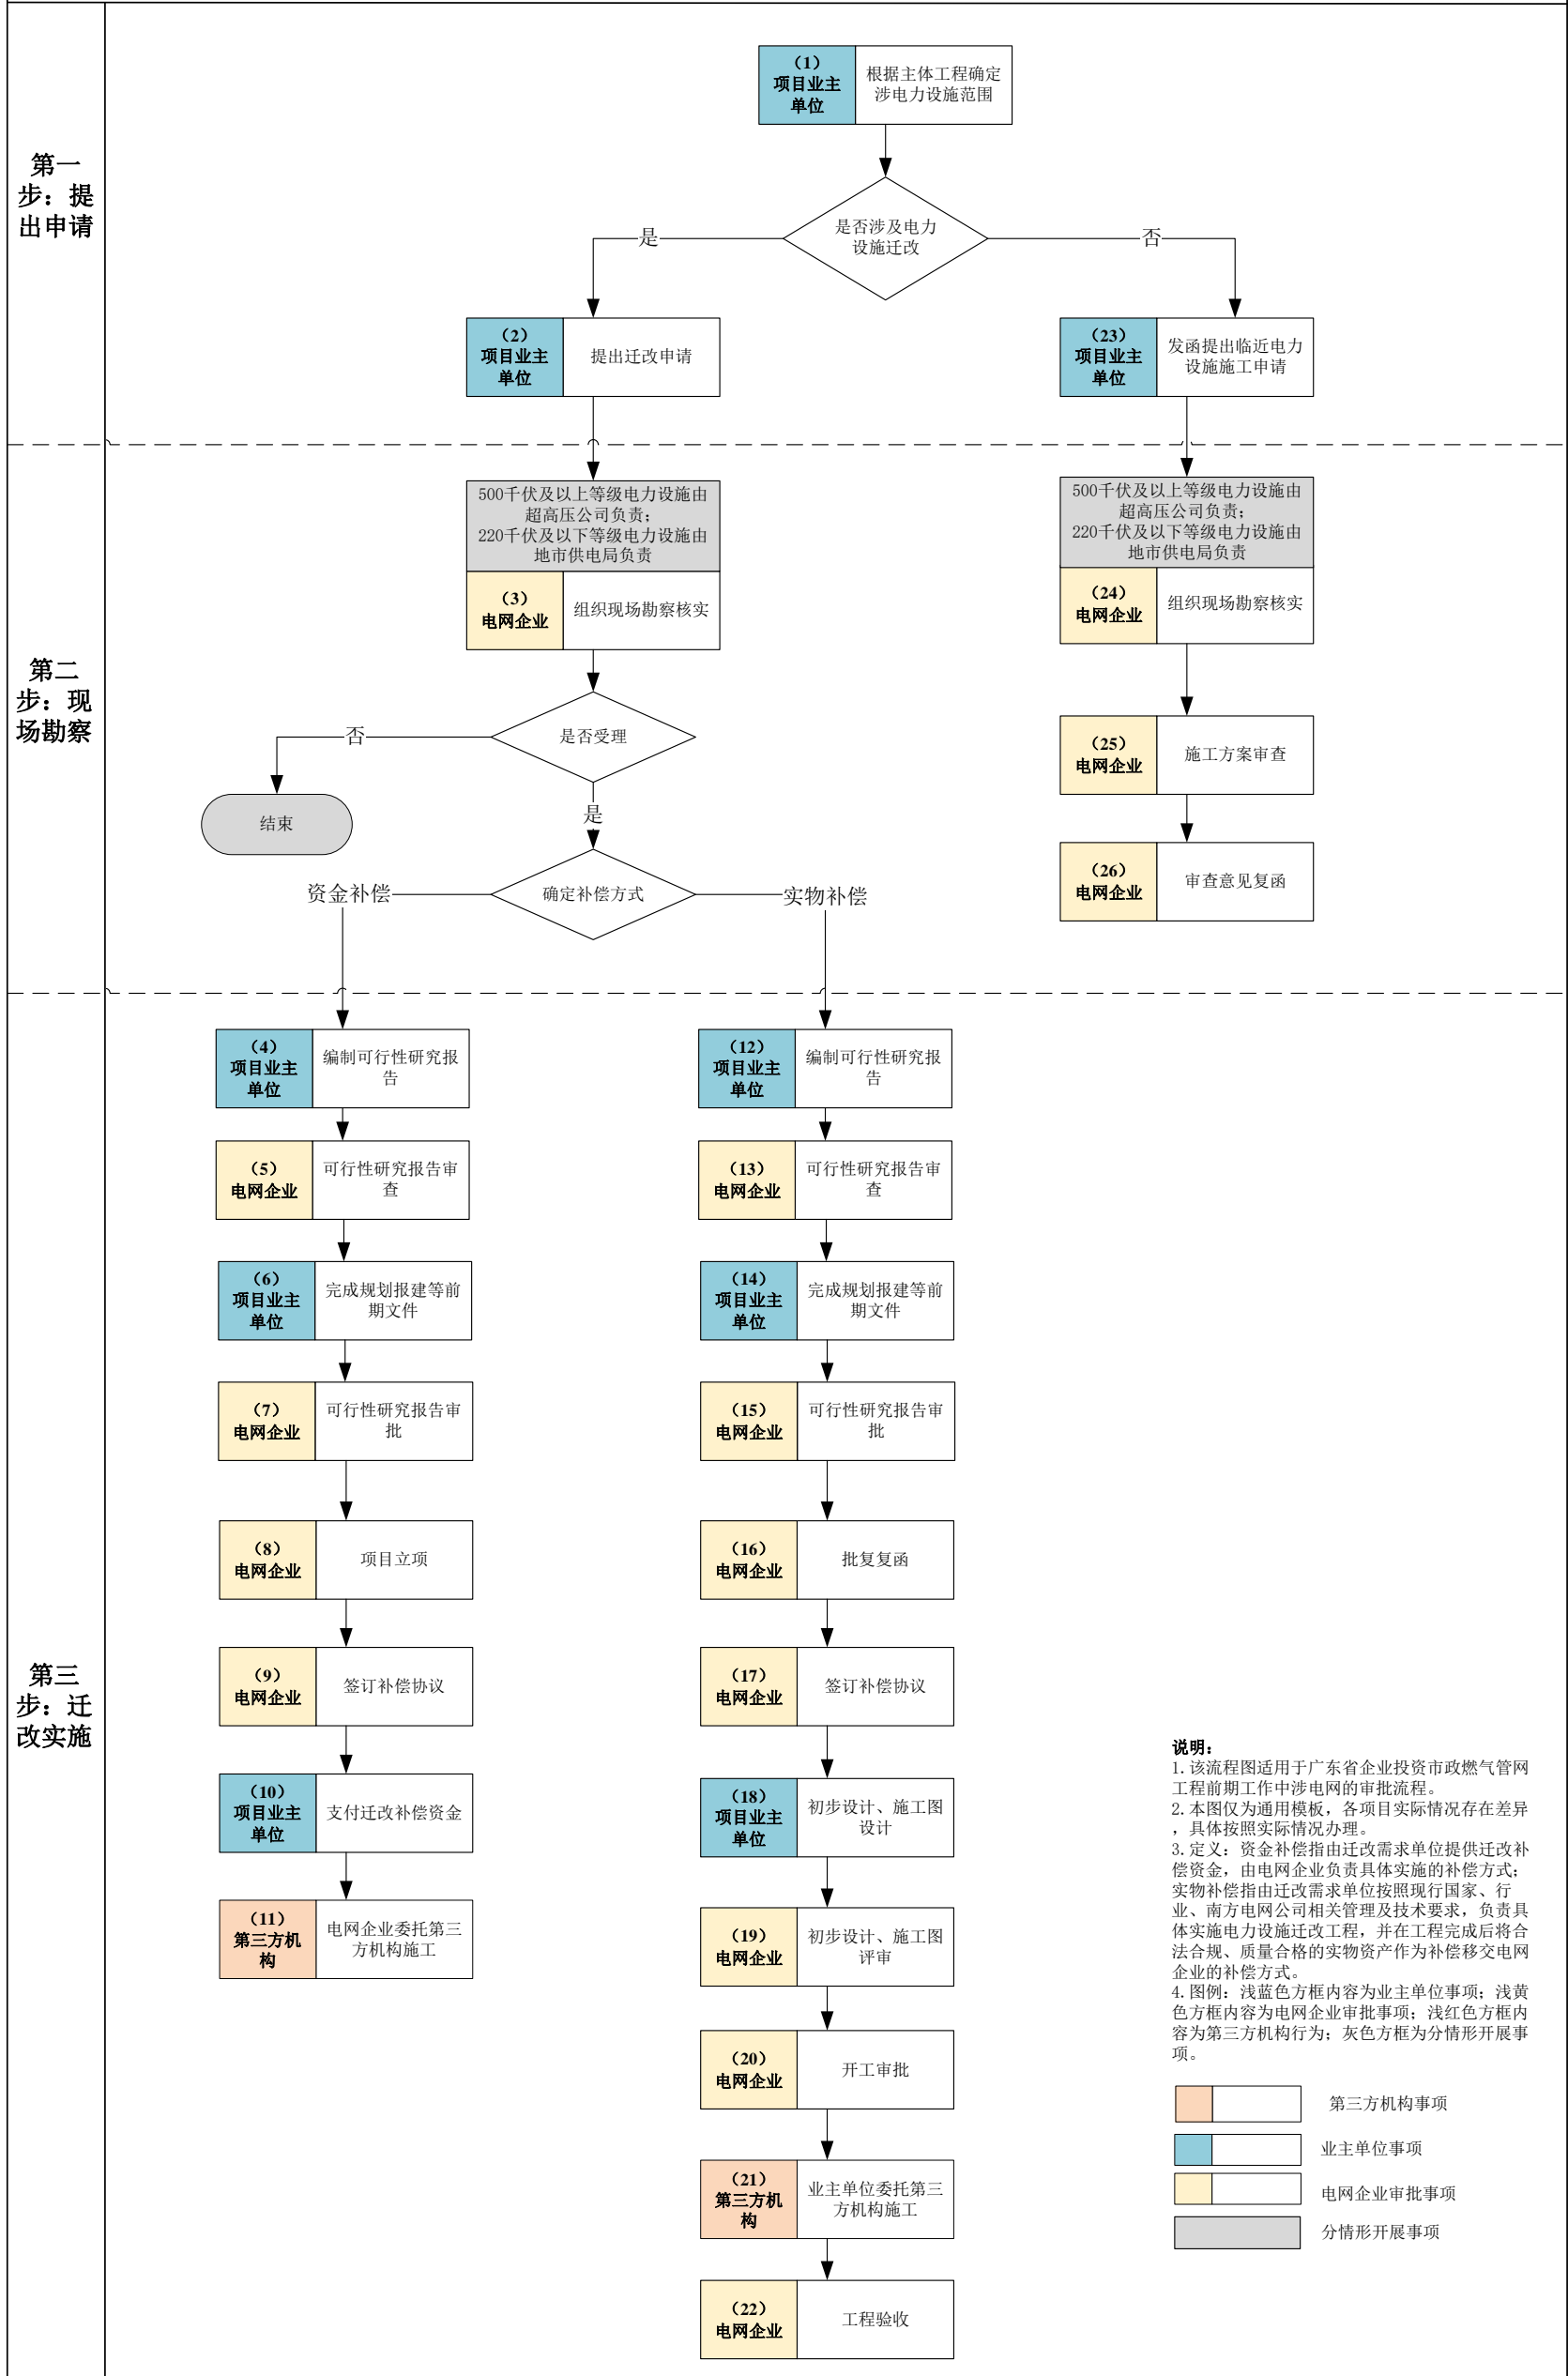 第一
步：提
出申请
（1）
项目业主
单位
根据主体工程确定
涉电力设施范围
是否涉及电力
设施迁改
是
否
（2）
项目业主
单位
提出迁改申请
（23）
项目业主
单位
发函提出临近电力
设施施工申请
第二
步：现
场勘察
500千伏及以上等级电力设施由
超高压公司负责；
220千伏及以下等级电力设施由
地市供电局负责
（3）
电网企业
组织现场勘察核实
500千伏及以上等级电力设施由
超高压公司负责；
220千伏及以下等级电力设施由
地市供电局负责
（24）
电网企业
组织现场勘察核实
是否受理
否
结束
是
（25）
电网企业
施工方案审查
确定补偿方式
资金补偿
实物补偿
（26）
电网企业
审查意见复函
第三
步：迁
改实施
（4）
项目业主
单位
编制可行性研究报
告
（5）
电网企业
可行性研究报告审
查
（6）
项目业主
单位
完成规划报建等前
期文件
（7）
电网企业
可行性研究报告审
批
（8）
电网企业
项目立项
（9）
电网企业
签订补偿协议
（10）
项目业主
单位
支付迁改补偿资金
（11）
第三方机
构
电网企业委托第三
方机构施工
（12）
项目业主
单位
编制可行性研究报
告
（13）
电网企业
可行性研究报告审
查
（14）
项目业主
单位
完成规划报建等前
期文件
（15）
电网企业
可行性研究报告审
批
（16）
电网企业
批复复函
（17）
电网企业
签订补偿协议
（18）
项目业主
单位
初步设计、施工图
设计
（19）
电网企业
初步设计、施工图
评审
（20）
电网企业
开工审批
（21）
第三方机
构
业主单位委托第三
方机构施工
（22）
电网企业
工程验收
说明：
1.该流程图适用于广东省企业投资市政燃气管网
工程前期工作中涉电网的审批流程。
2.本图仅为通用模板，各项目实际情况存在差异
，具体按照实际情况办理。
3.定义：资金补偿指由迁改需求单位提供迁改补
偿资金，由电网企业负责具体实施的补偿方式；
实物补偿指由迁改需求单位按照现行国家、行
业、南方电网公司相关管理及技术要求，负责具
体实施电力设施迁改工程，并在工程完成后将合
法合规、质量合格的实物资产作为补偿移交电网
企业的补偿方式。
4.图例：浅蓝色方框内容为业主单位事项；浅黄
色方框内容为电网企业审批事项；浅红色方框内
容为第三方机构行为；灰色方框为分情形开展事
项。
第三方机构事项
业主单位事项
电网企业审批事项
分情形开展事项